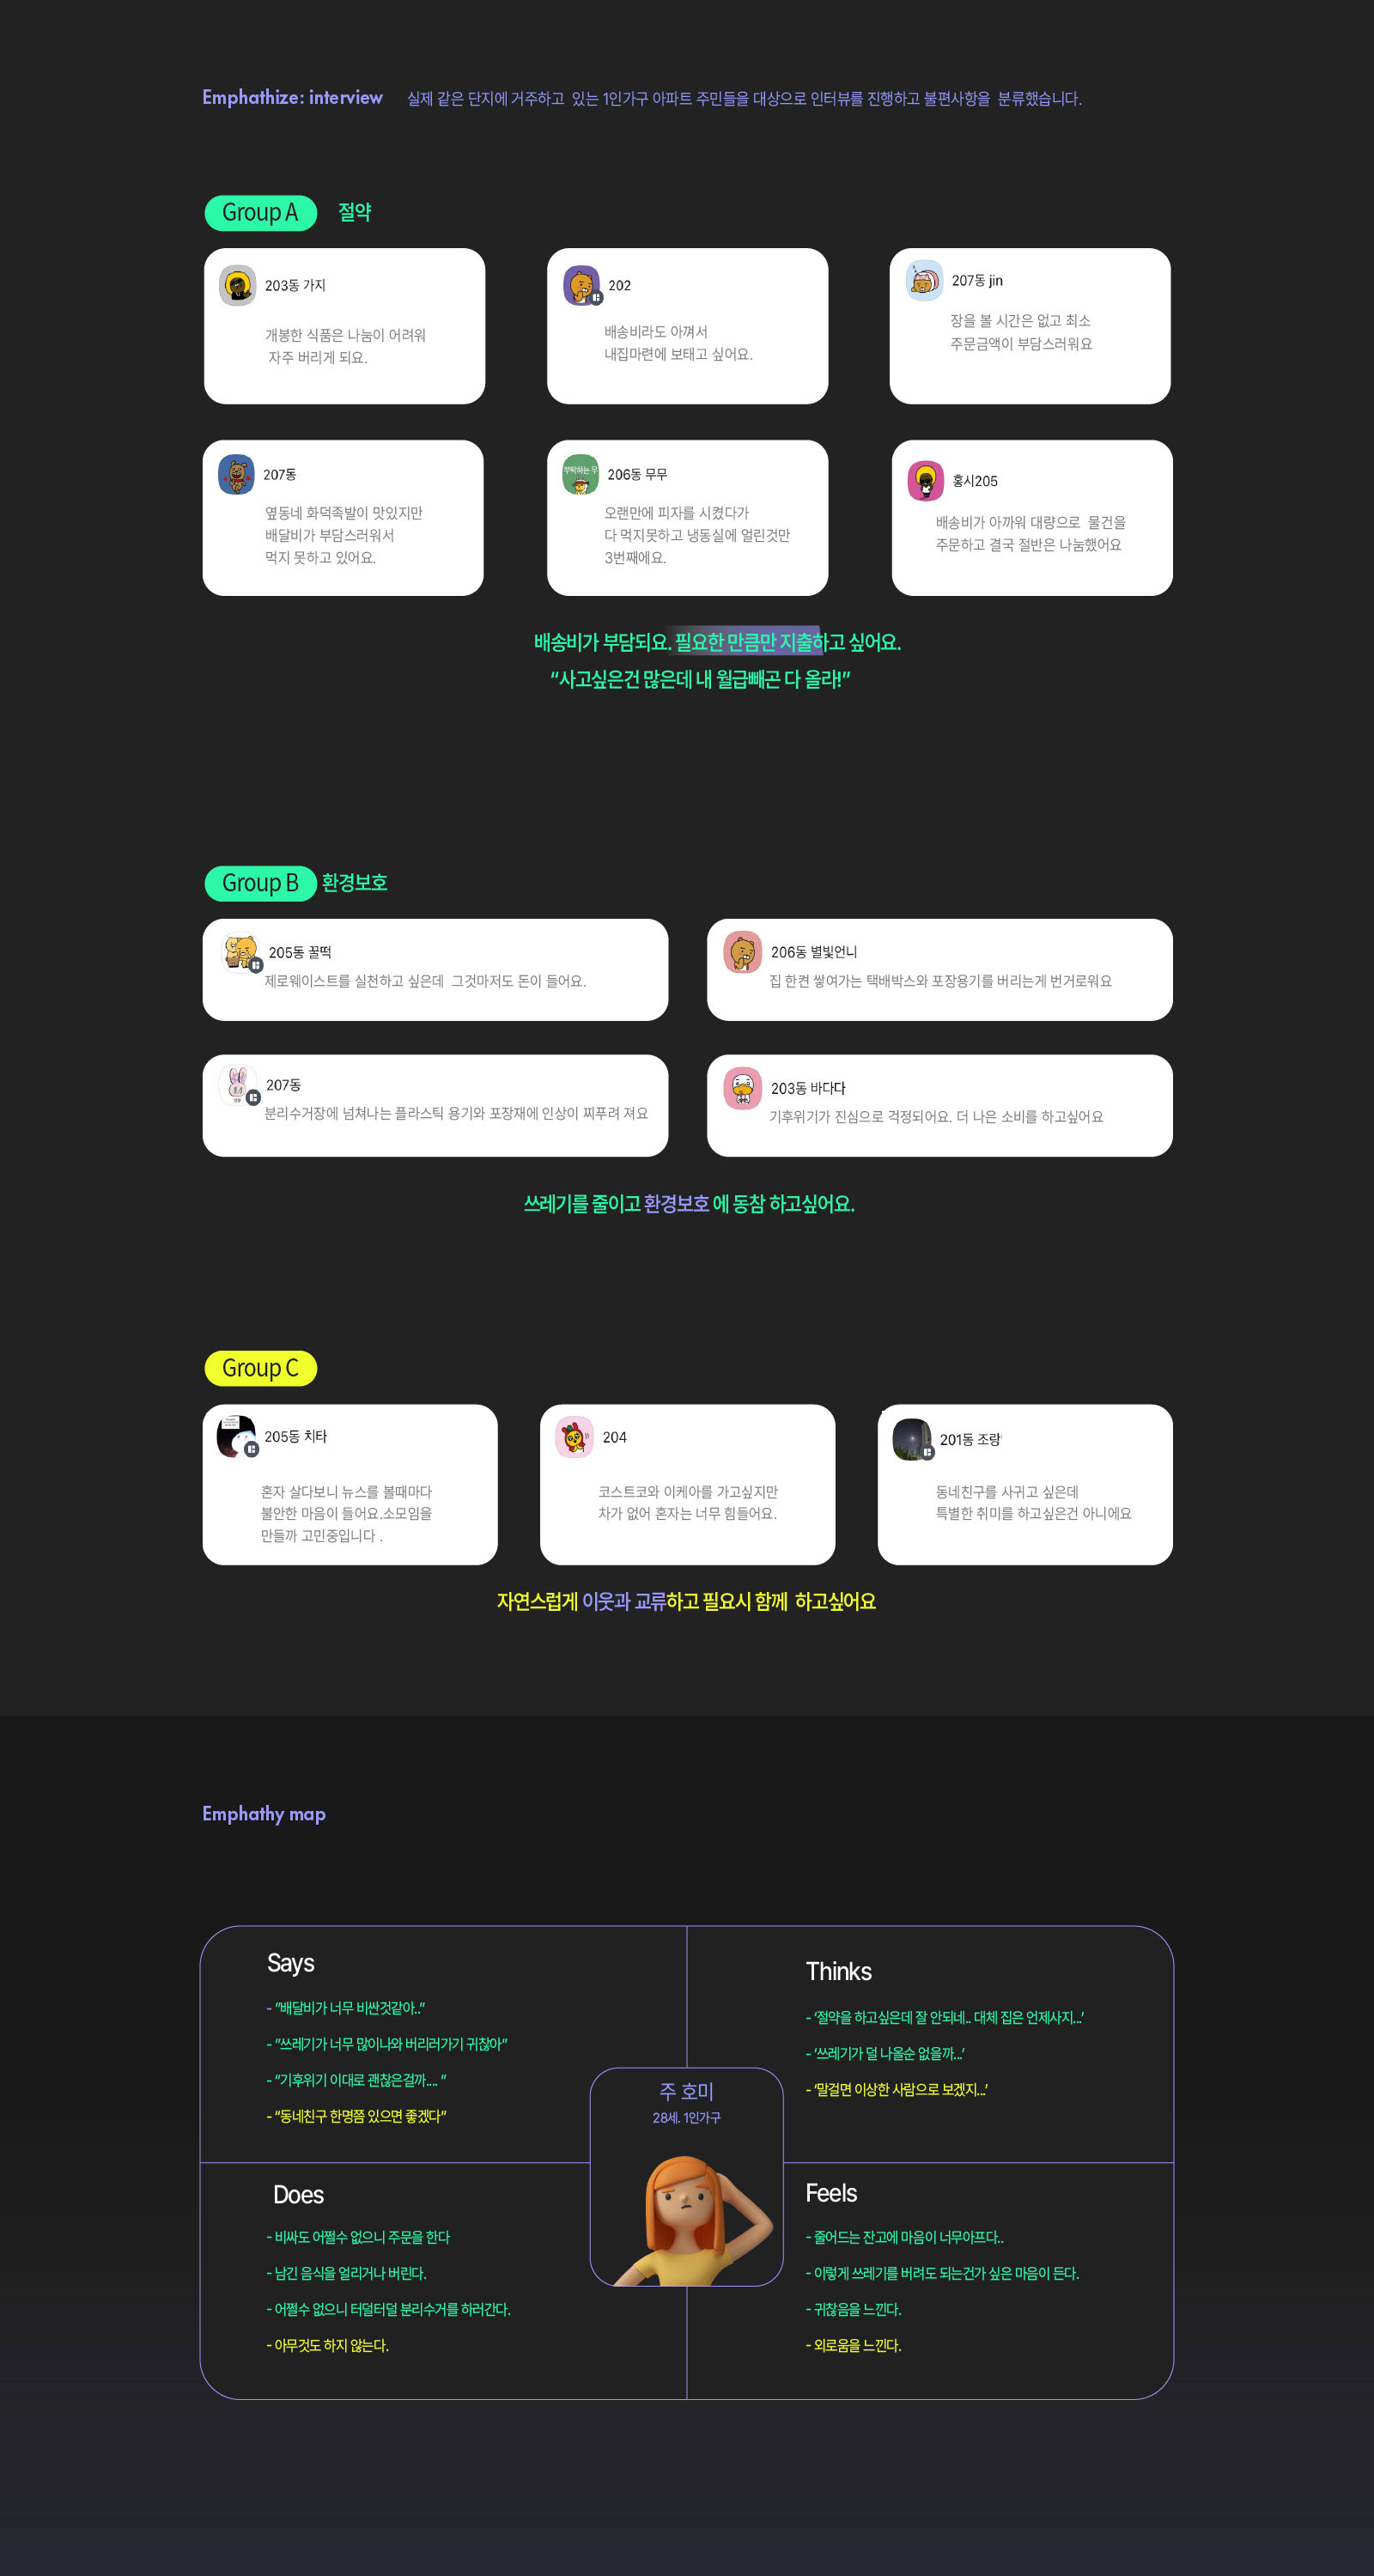 Emphathize: interview 실제 같은 단지에 거주하고 있는 1인가구 아파트 주민들을 대상으로 인터뷰를 진행하고 불편사항을 분류했습니다.
Group A 절약
203동 가지
개봉한 식품은 나눔이 어려워
자주 버리게 되요.
202
배송비라도 아껴서
내집마련에 보태고 싶어요.
207동 jin
장을 볼 시간은 없고 최소
주문금액이 부담스러워요
207동
옆동네 화덕족발이 맛있지만
배달비가 부담스러워서
먹지 못하고 있어요.
부탁하는 무
206동 무무
오랜만에 피자를 시켰다가
다 먹지못하고 냉동실에 얼린것만
3번째에요.
홍시205
배송비가 아까워 대량으로 물건을
주문하고 결국 절반은 나눔했어요
배송비가 부담되요. 필요한 만큼만 지출하고 싶어요.
“사고싶은건 많은데 내 월급빼곤 다 올라!”
Group B 환경보호
205동 꿀떡
제로웨이스트를 실천하고 싶은데 그것마저도 돈이 들어요.
206동 별빛언니
집 한켠 쌓여가는 택배박스와 포장용기를 버리는게 번거로워요
207동
분리수거장에 넘쳐나는 플라스틱 용기와 포장재에 인상이 찌푸려 져요
203동 바다다
기후위기가 진심으로 걱정되어요. 더 나은 소비를 하고싶어요
쓰레기를 줄이고 환경보호 에 동참 하고싶어요.
Group C
205동 치타
혼자 살다보니 뉴스를 볼때마다
불안한 마음이 들어요.소모임을
만들까 고민중입니다 .
204
코스트코와 이케아를 가고싶지만
차가 없어 혼자는 너무 힘들어요.
201동 조랑
동네친구를 사귀고 싶은데
특별한 취미를 하고싶은건 아니에요
자연스럽게 이웃과 교류하고 필요시 함께 하고싶어요
Emphathy map
Says
- ”배달비가 너무 비싼것같아..”
- “쓰레기가 너무 많이나와 버리러가기 귀찮아”
- “기후위기 이대로 괜찮은걸까.... ”
- “동네친구 한명쯤 있으면 좋겠다”
Thinks
- ‘절약을 하고싶은데 잘 안되네.. 대체 집은 언제사지...’
- ‘쓰레기가 덜 나올순 없을까...’
- ‘말걸면 이상한 사람으로 보겠지...’
주 호미
28세. 1인가구
Does
- 비싸도 어쩔수 없으니 주문을 한다
- 남긴 음식을 얼리거나 버린다.
- 어쩔수 없으니 터덜터덜 분리수거를 하러간다.
- 아무것도 하지 않는다.
Feels
- 줄어드는 잔고에 마음이 너무아프다..
- 이렇게 쓰레기를 버려도 되는건가 싶은 마음이 든다.
- 귀찮음을 느낀다.
- 외로움을 느낀다.